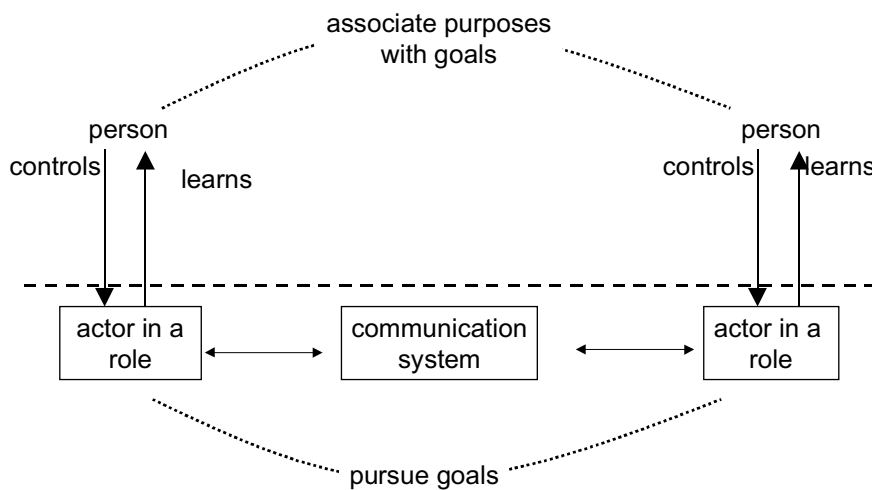 associate purposes
with goals
person
person
controls
learns
controls
learns
actor in a
role
communication
system
actor in a
role
pursue goals